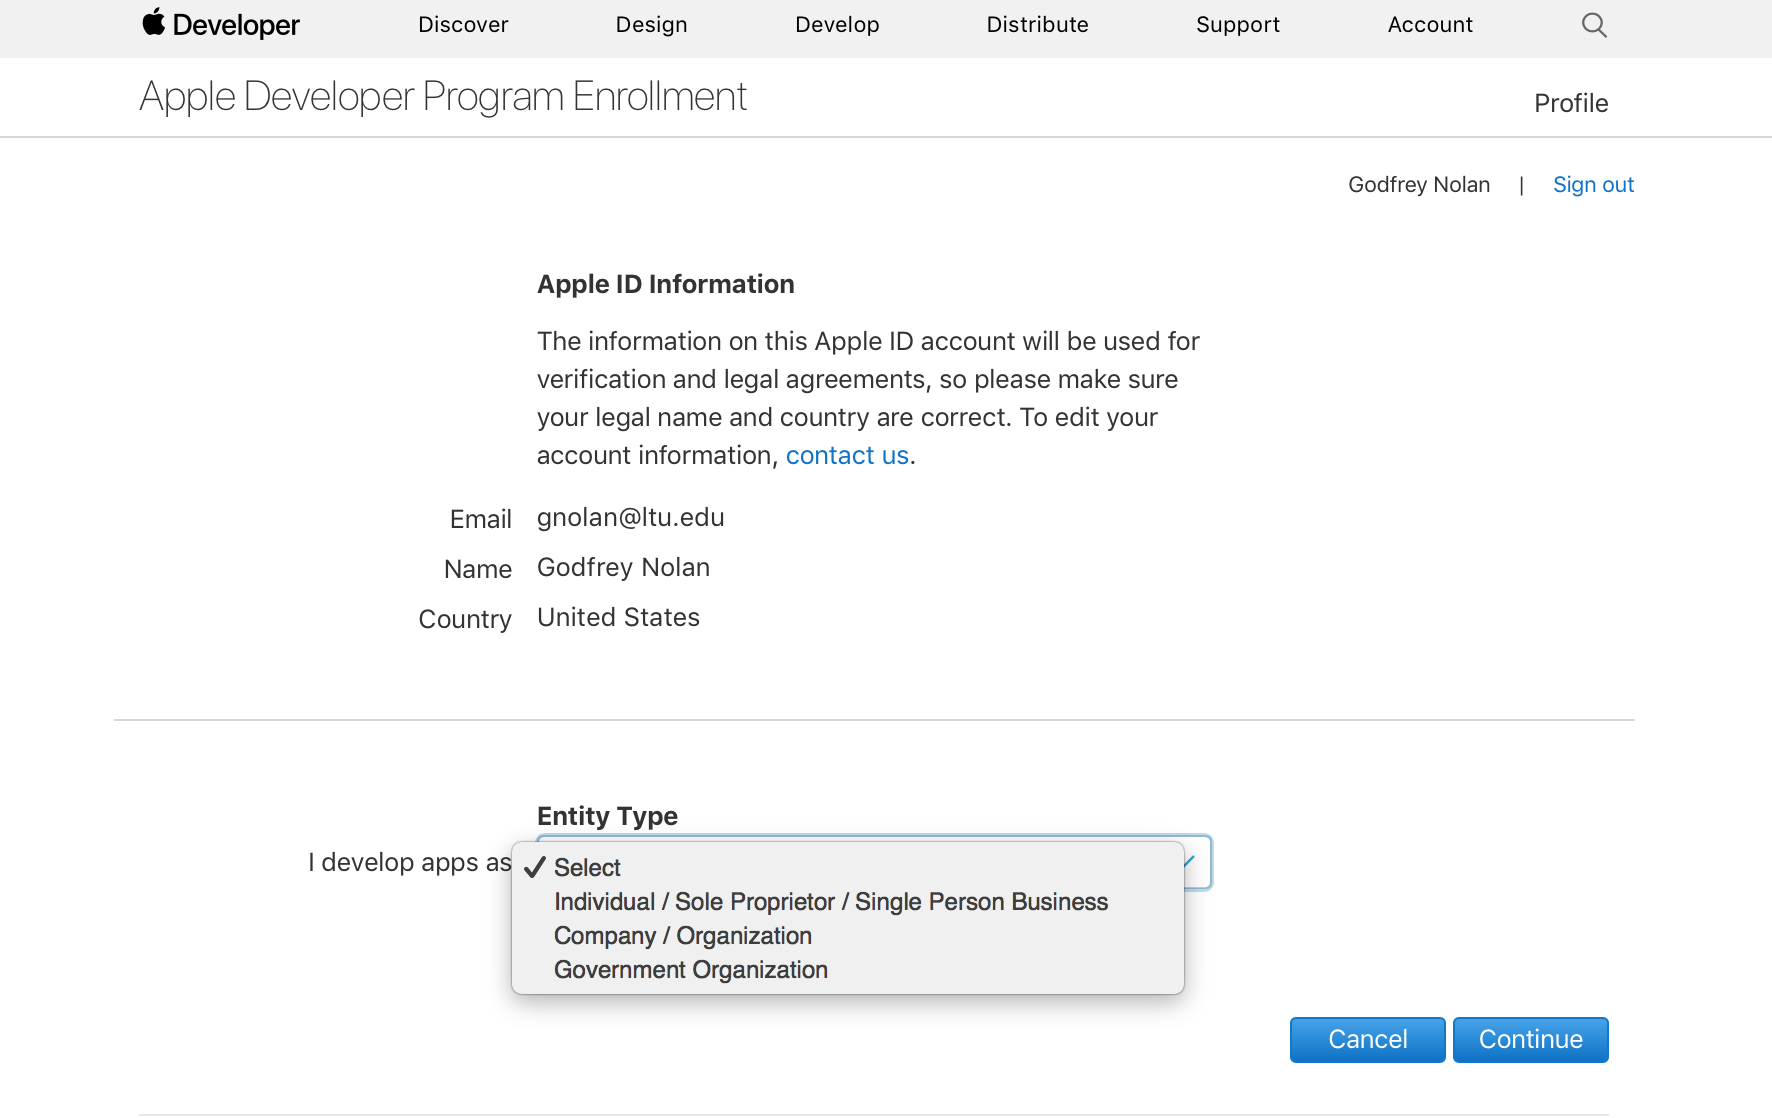 Developer
Discover
Design
Develop
Distribute
Support
Account
Apple Developer Program Enrollment
Profile
Godfrey Nolan | Sign out
Apple ID Information
The information on this Apple ID account will be used for
verification and legal agreements, so please make sure
your legal name and country are correct. To edit your
account information, contact us.
Email gnolan@ltu.edu
Name Godfrey Nolan
Country United States
Entity Type
I develop apps as
✓ Select
Individual / Sole Proprietor / Single Person Business
Company / Organization
Government Organization
Cancel
Continue